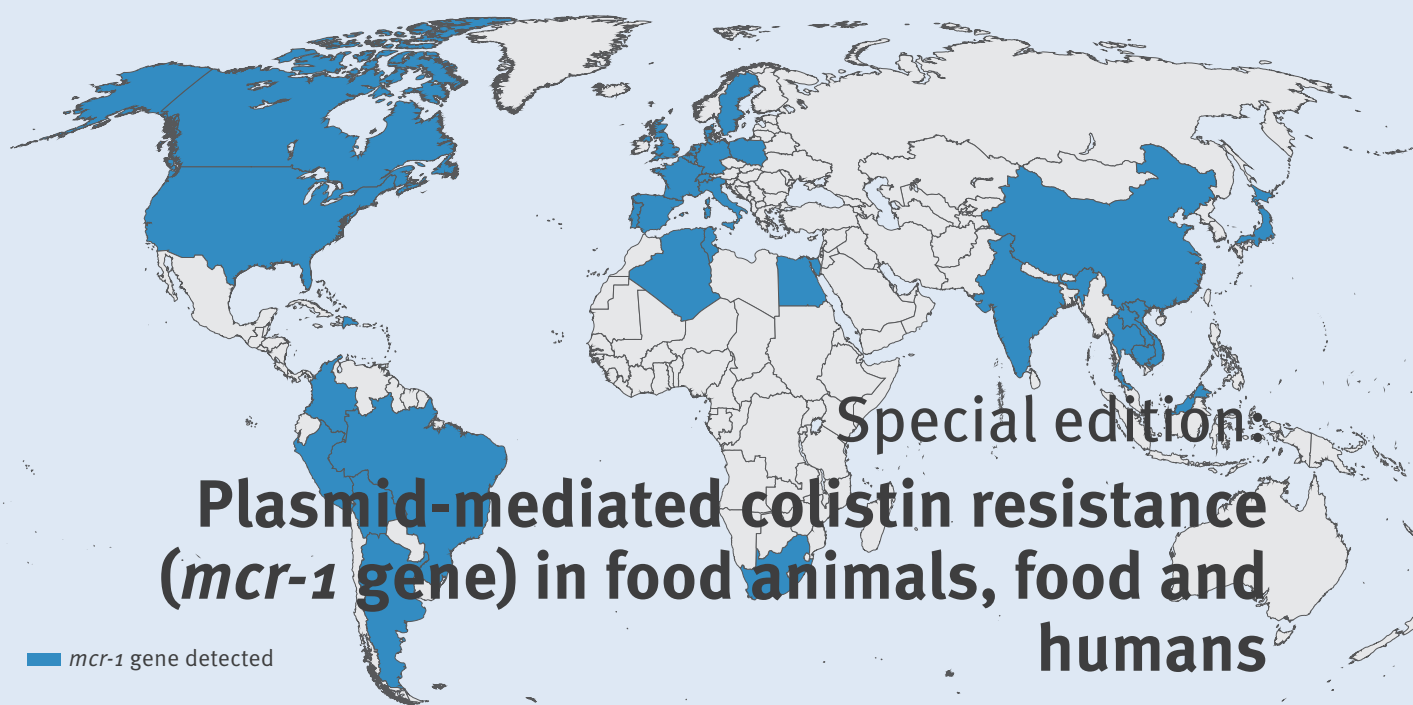 Special edition:
Plasmid-mediated colistin resistance
(mcr-1 gene) in food animals, food and
humans
mcr-1 gene detected